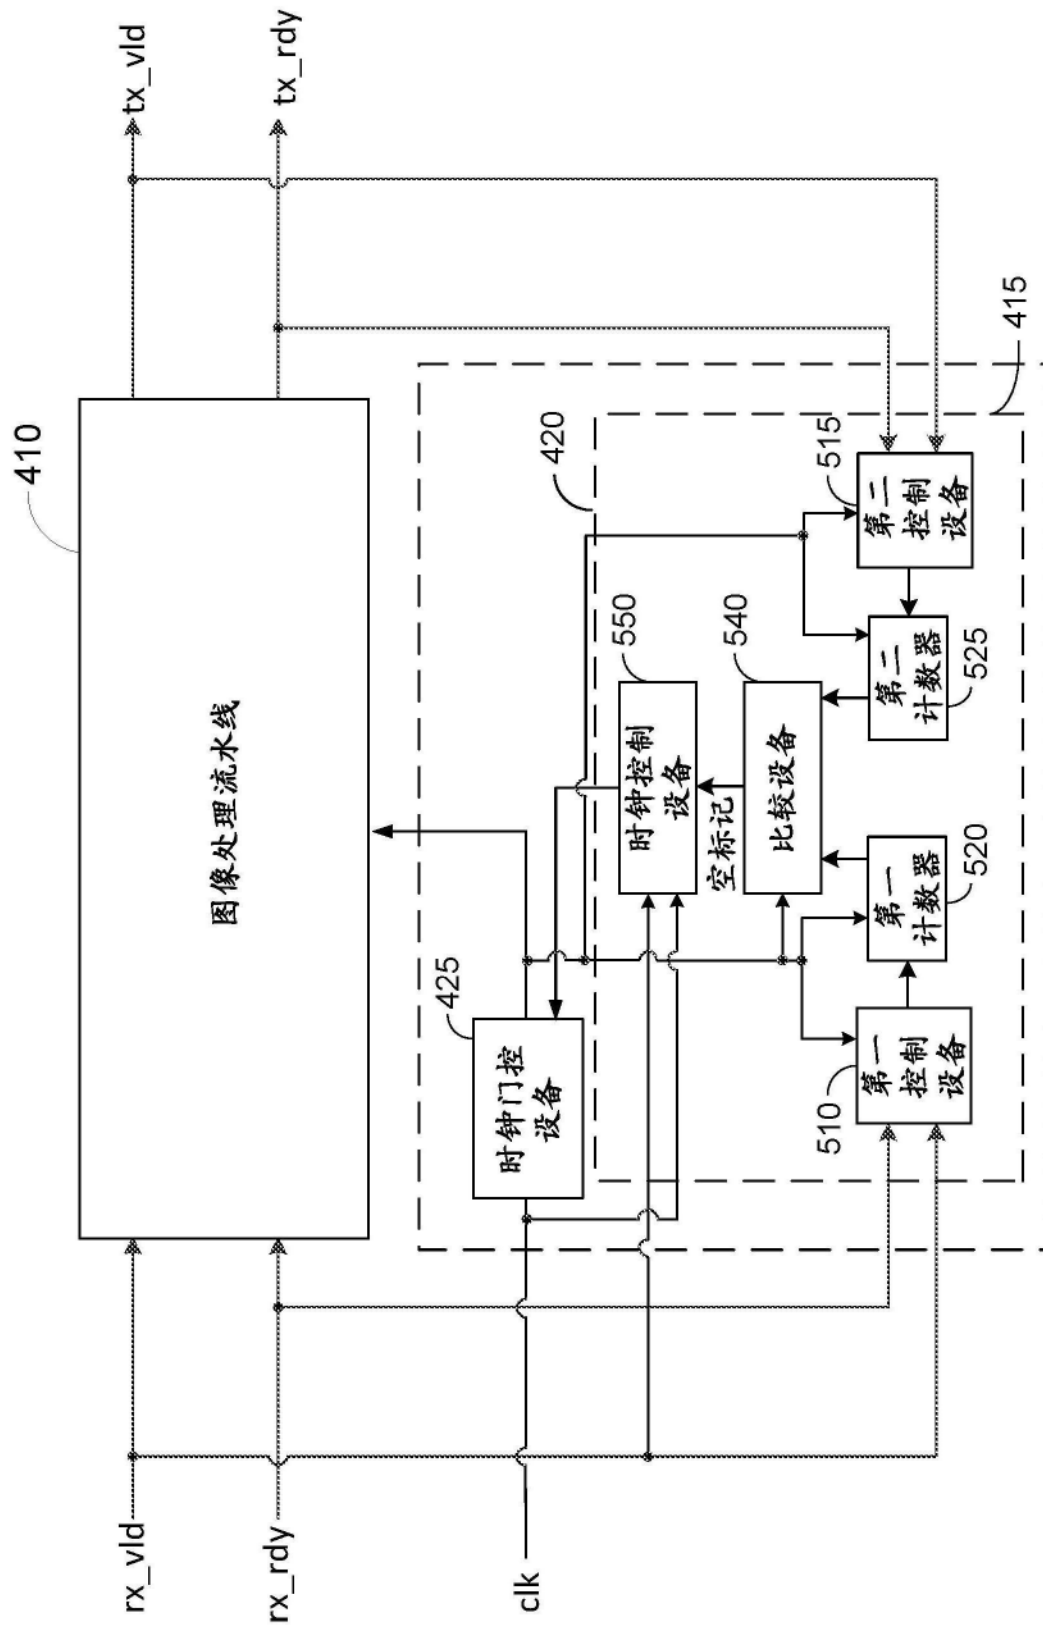 410
图像处理流水线
rx_vld
rx_rdy
tx_vld
tx_rdy
clk
425
时钟门控
设备
420
415
550
时钟控制
设备
空标记
540
比较设备
510
第一
控制
设备
第一
计数器
520
第二
计数器
525
515
第二
控制
设备